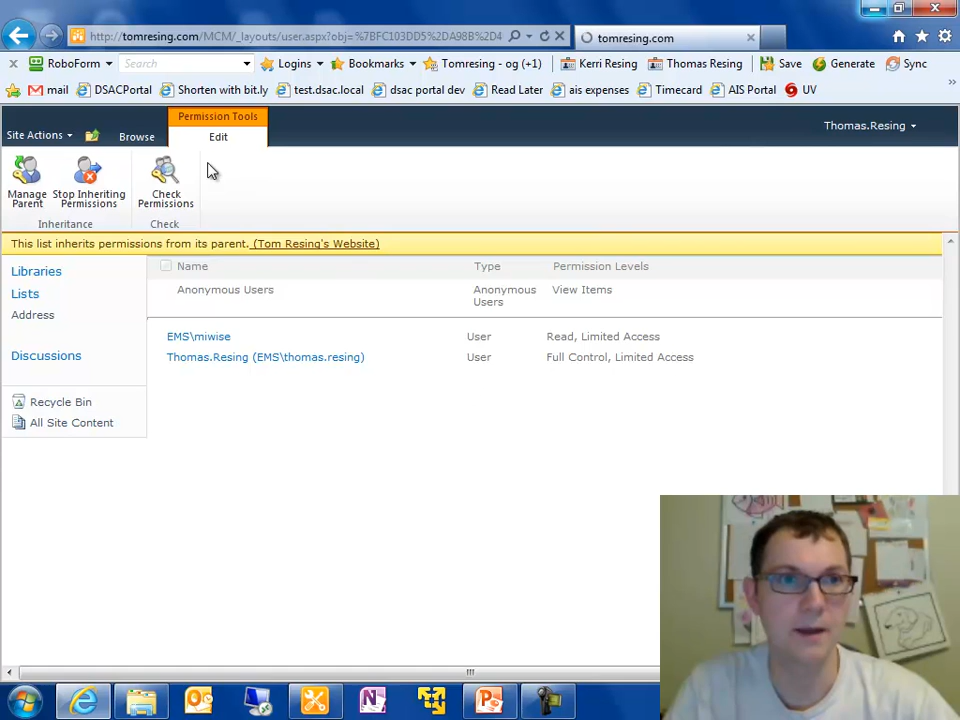 http://tomresing.com/MCM/_layouts/user.aspx?obj=%7BFC103DD5%2DA98B%2D4
tomresing.com
RoboForm
Search
Logins
Bookmarks
Tomresing - og (+1)
Kerri Resing
Thomas Resing
Save
Generate
Sync
mail
DSACPortal
Shorten with bit.ly
test.dsac.local
dsac portal dev
Read Later
ais expenses
Timecard
AIS Portal
UV
Permission Tools
Site Actions
Browse
Edit
Thomas.Resing
Manage Parent
Stop Inheriting Permissions
Check Permissions
Inheritance
Check
This list inherits permissions from its parent. (Tom Resing's Website)
Libraries
Lists
Address
Discussions
Recycle Bin
All Site Content
Name Type Permission Levels
Anonymous Users Anonymous Users View Items
EMS\miwise User Read, Limited Access
Thomas.Resing (EMS\thomas.resing) User Full Control, Limited Access